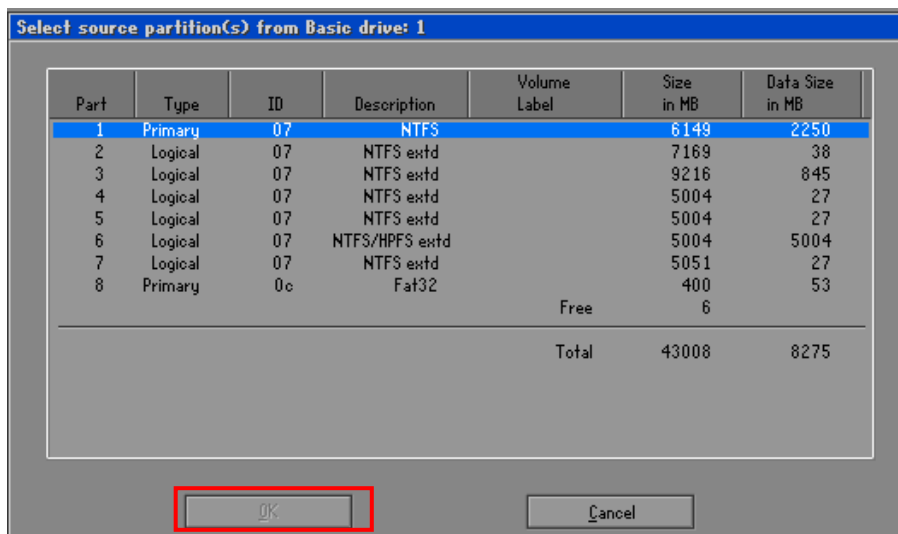 Select source partition(s) from Basic drive: 1
Part Type ID Description Volume Label Size in MB Data Size in MB
1 Primary 07 NTFS 6149 2250
2 Logical 07 NTFS extd 7169 38
3 Logical 07 NTFS extd 9216 845
4 Logical 07 NTFS extd 5004 27
5 Logical 07 NTFS extd 5004 27
6 Logical 07 NTFS/HPFS extd 5004 5004
7 Logical 07 NTFS extd 5051 27
8 Primary 0c Fat32 400 53
Free 6
Total 43008 8275
OK Cancel